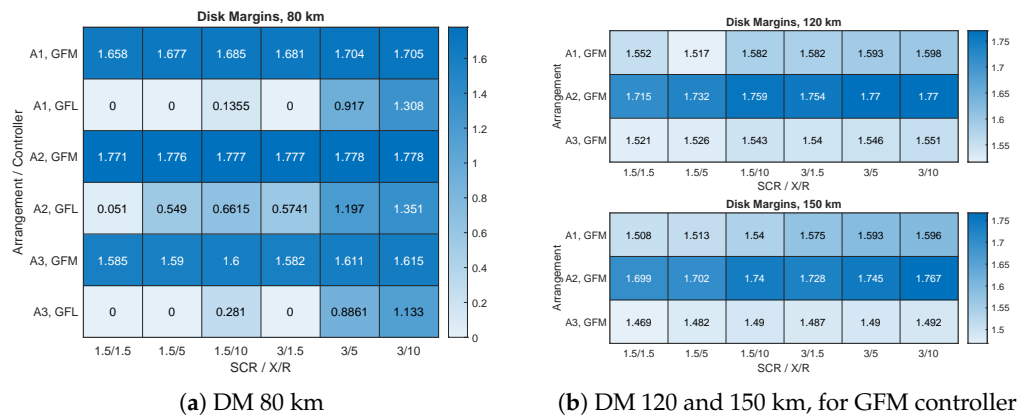 Disk Margins, 80 km
Arrangement / Controller
A1, GFM 1.658 1.677 1.685 1.681 1.704 1.705
A1, GFL 0 0 0.1355 0 0.917 1.308
A2, GFM 1.771 1.776 1.777 1.777 1.778 1.778
A2, GFL 0.051 0.549 0.6615 0.5741 1.197 1.351
A3, GFM 1.585 1.59 1.6 1.582 1.611 1.615
A3, GFL 0 0 0.281 0 0.8861 1.133
1.5/1.5 1.5/5 1.5/10 3/1.5 3/5 3/10
SCR / X/R
1.6
1.4
1.2
1
0.8
0.6
0.4
0.2
0
(a) DM 80 km
Disk Margins, 120 km
Arrangement
A1, GFM 1.552 1.517 1.582 1.582 1.593 1.598
A2, GFM 1.715 1.732 1.759 1.754 1.77 1.77
A3, GFM 1.521 1.526 1.543 1.54 1.546 1.551
1.5/1.5 1.5/5 1.5/10 3/1.5 3/5 3/10
SCR / X/R
1.75
1.7
1.65
1.6
1.55
Disk Margins, 150 km
Arrangement
A1, GFM 1.508 1.513 1.54 1.575 1.593 1.596
A2, GFM 1.699 1.702 1.74 1.728 1.745 1.767
A3, GFM 1.469 1.482 1.49 1.487 1.49 1.492
1.5/1.5 1.5/5 1.5/10 3/1.5 3/5 3/10
SCR / X/R
1.75
1.7
1.65
1.6
1.55
1.5
(b) DM 120 and 150 km, for GFM controller